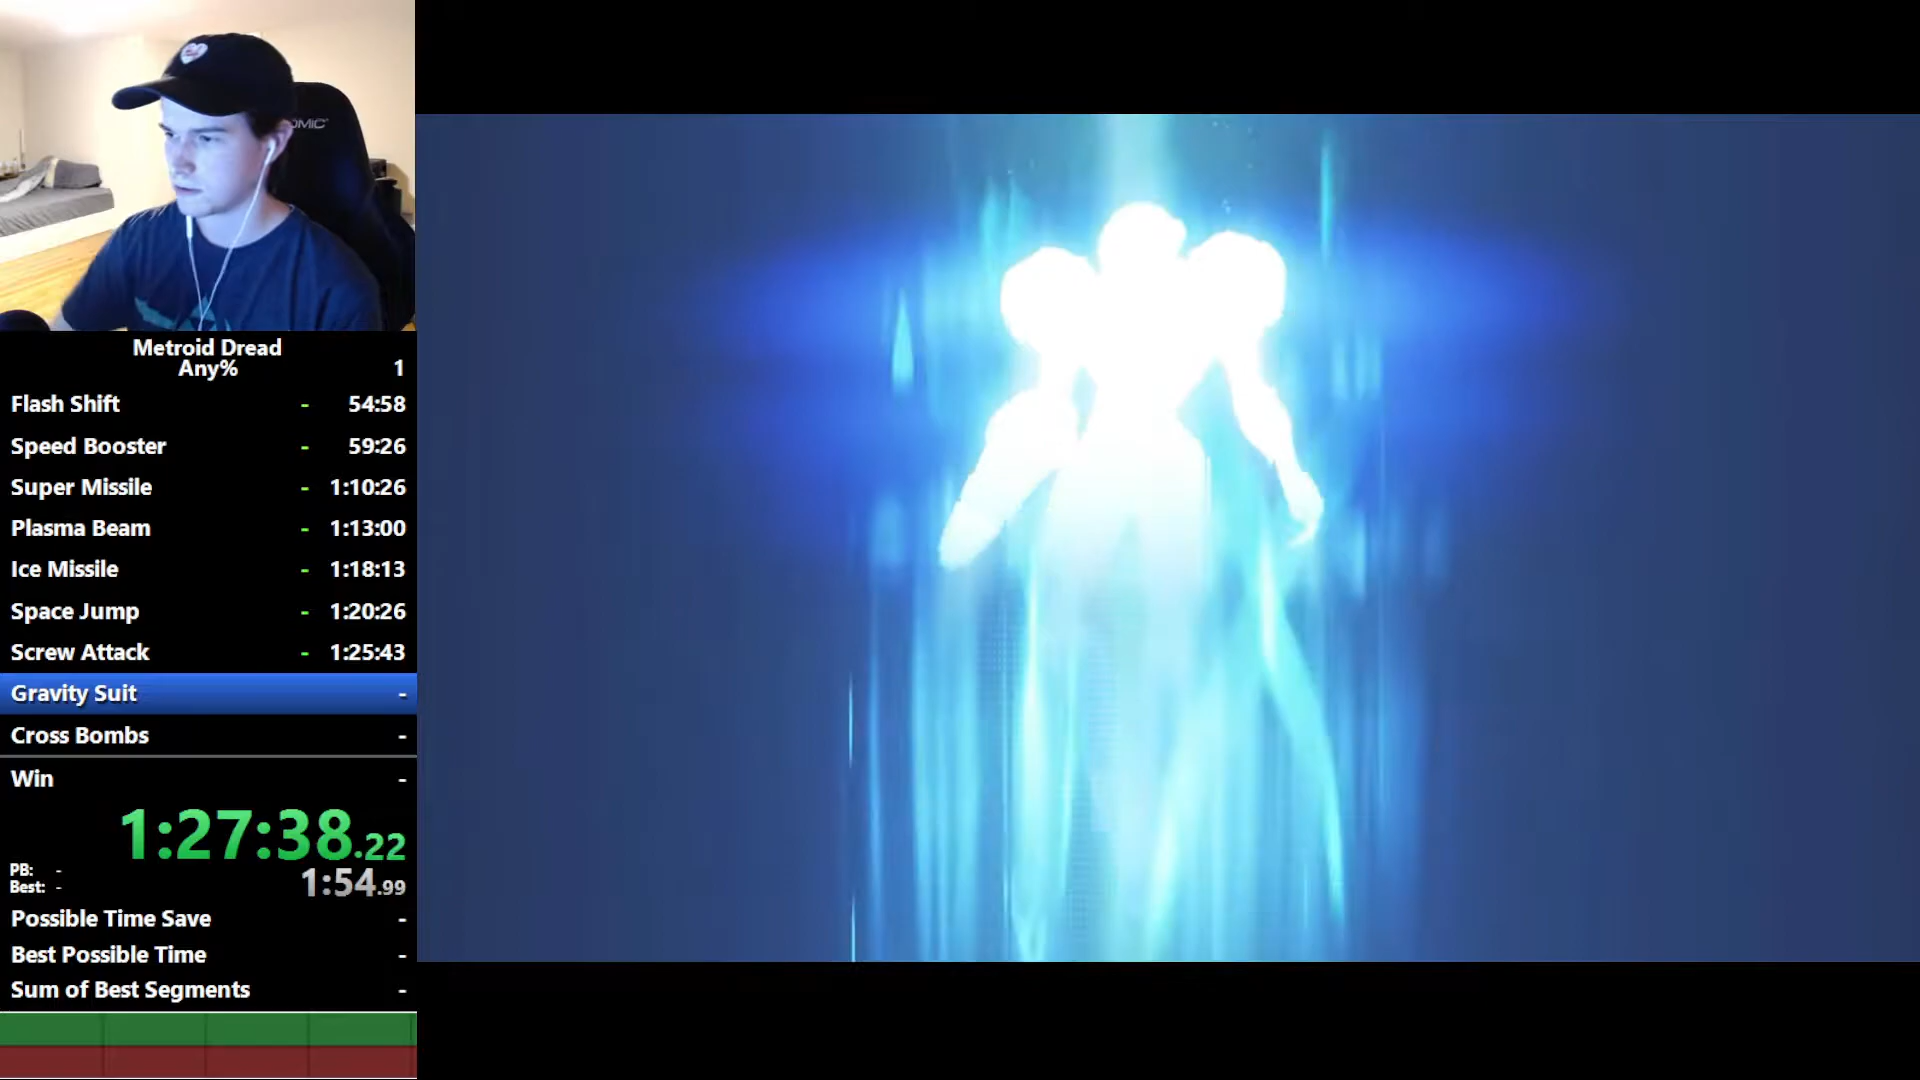 OMIC
Metroid Dread
Any% 1
Flash Shift - 54:58
Speed Booster - 59:26
Super Missile - 1:10:26
Plasma Beam - 1:13:00
Ice Missile - 1:18:13
Space Jump - 1:20:26
Screw Attack - 1:25:43
Gravity Suit -
Cross Bombs -
Win -
1:27:38.22
PB: -
Best: -
1:54.99
Possible Time Save -
Best Possible Time -
Sum of Best Segments -